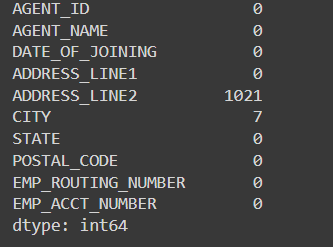 AGENT_ID 0
AGENT_NAME 0
DATE_OF_JOINING 0
ADDRESS_LINE1 0
ADDRESS_LINE2 1021
CITY 7
STATE 0
POSTAL_CODE 0
EMP_ROUTING_NUMBER 0
EMP_ACCT_NUMBER 0
dtype: int64